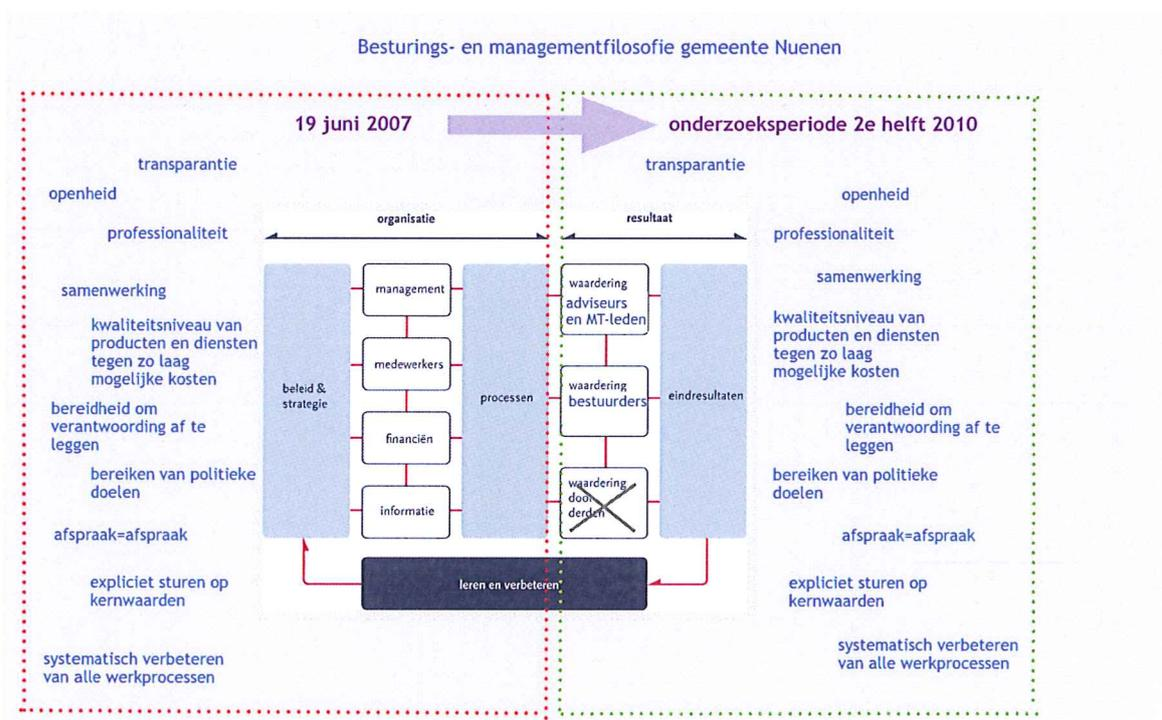 Besturings- en managementfilosofie gemeente Nuenen
19 juni 2007
transparantie
openheid
professionaliteit
samenwerking
kwaliteitsniveau van
producten en diensten
tegen zo laag
mogelijke kosten
bereidheid om
verantwoording af te
leggen
bereiken van politieke
doelen
afspraak=afspraak
expliciet sturen op
kernwaarden
systematisch verbeteren
van alle werkprocessen
organisatie
beleid &
strategie
management
medewerkers
financiën
informatie
processen
leren en verbeteren
onderzoeksperiode 2e helft 2010
resultaat
waardering
adviseurs
en MT-leden
waardering
bestuurders
waardering
door
derden
eindresultaten
transparantie
openheid
professionaliteit
samenwerking
kwaliteitsniveau van
producten en diensten
tegen zo laag
mogelijke kosten
bereidheid om
verantwoording af te
leggen
bereiken van politieke
doelen
afspraak=afspraak
expliciet sturen op
kernwaarden
systematisch verbeteren
van alle werkprocessen